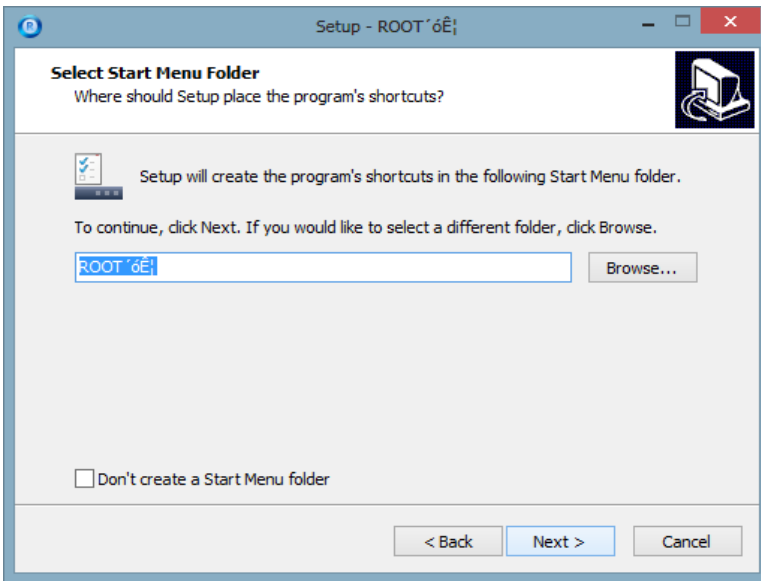 Setup - ROOT´óÊ¦
Select Start Menu Folder
Where should Setup place the program's shortcuts?
Setup will create the program's shortcuts in the following Start Menu folder.
To continue, click Next. If you would like to select a different folder, click Browse.
ROOT´óÊ¦
Browse...
Don't create a Start Menu folder
< Back
Next >
Cancel